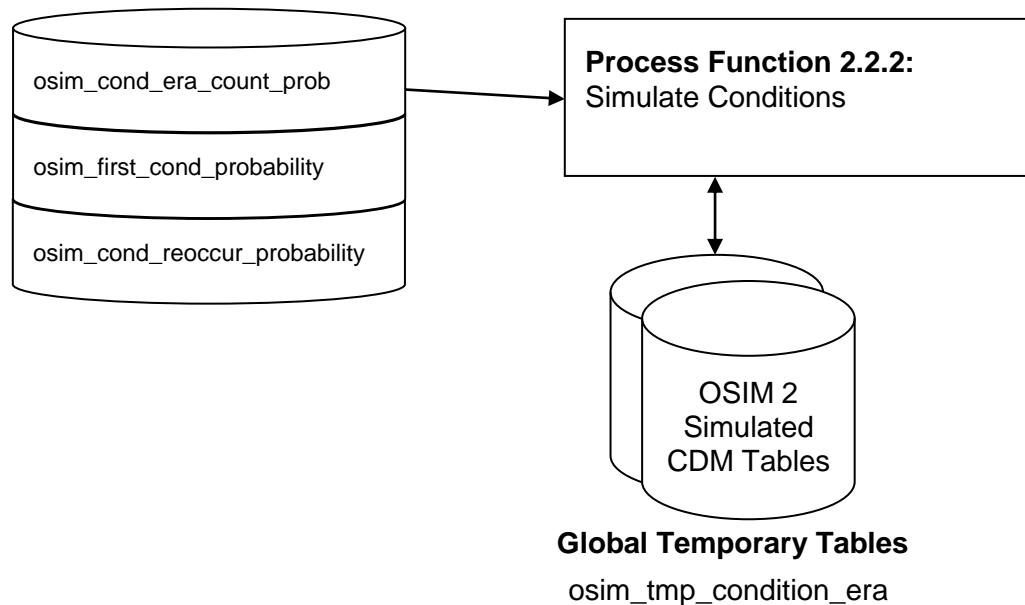 osim_cond_era_count_prob
osim_first_cond_probability
osim_cond_reoccur_probability
Process Function 2.2.2:
Simulate Conditions
OSIM 2
Simulated
CDM Tables
Global Temporary Tables
osim_tmp_condition_era